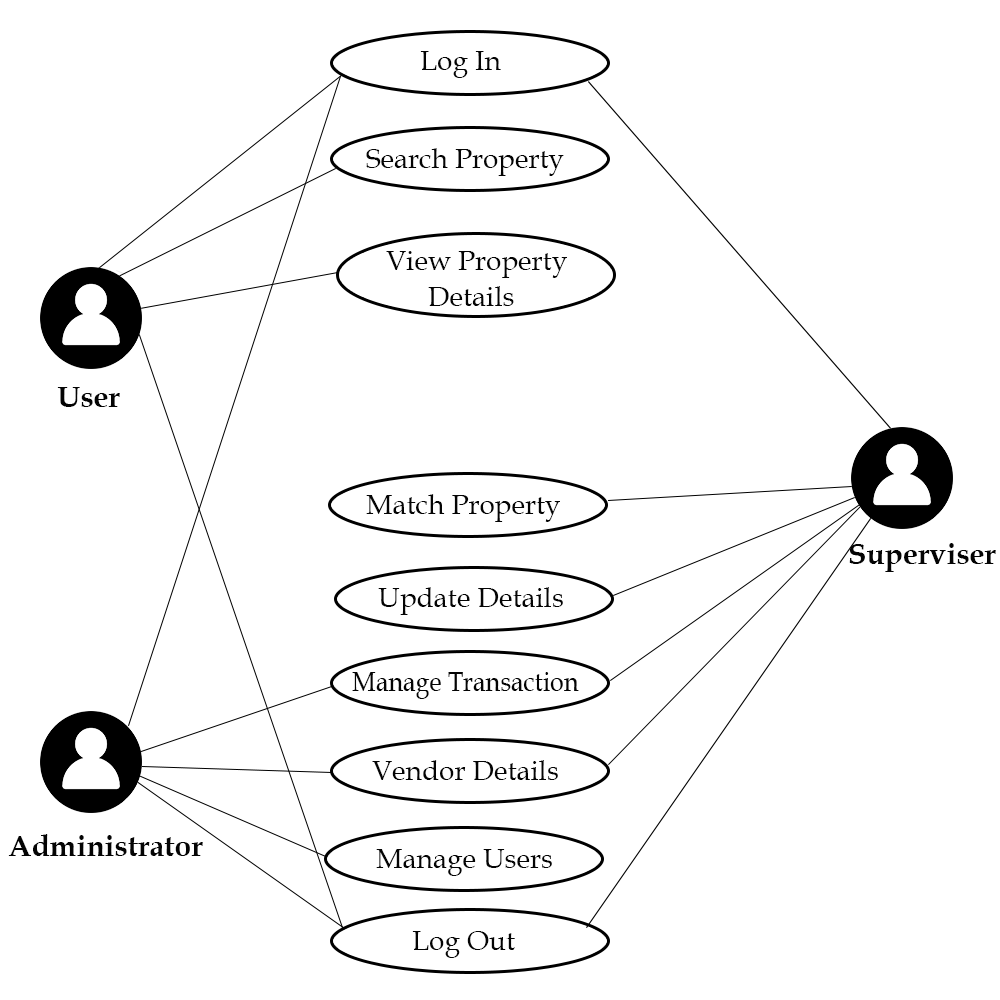 Log In
Search Property
View Property
Details
User
Match Property
Superviser
Update Details
Manage Transaction
Vendor Details
Administrator
Manage Users
Log Out